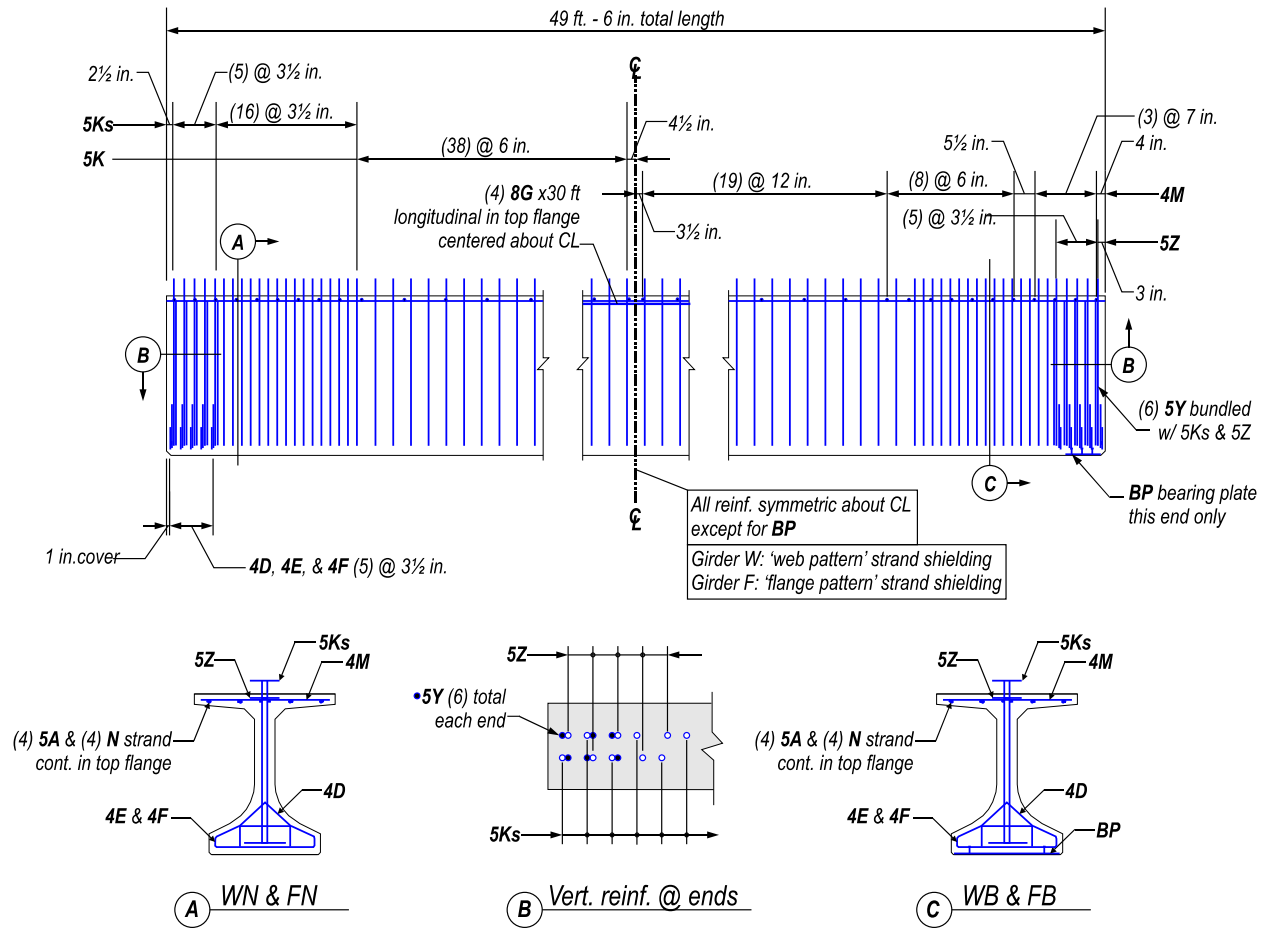 49 ft. - 6 in. total length
2½ in.
(5) @ 3½ in.
5Ks
(16) @ 3½ in.
5K
(38) @ 6 in.
℄
4½ in.
(4) 8G x30 ft
longitudinal in top flange
centered about CL
3½ in.
(19) @ 12 in.
(8) @ 6 in.
5½ in.
(3) @ 7 in.
4 in.
4M
(5) @ 3½ in.
5Z
3 in.
A
B
B
(6) 5Y bundled
w/ 5Ks & 5Z
C
BP bearing plate
this end only
℄
All reinf. symmetric about CL
except for BP
Girder W: ‘web pattern’ strand shielding
Girder F: ‘flange pattern’ strand shielding
1 in.cover
4D, 4E, & 4F (5) @ 3½ in.
5Ks
5Z
4M
(4) 5A & (4) N strand
cont. in top flange
4D
4E & 4F
A WN & FN
5Z
5Y (6) total
each end
5Ks
B Vert. reinf. @ ends
5Ks
5Z
4M
(4) 5A & (4) N strand
cont. in top flange
4D
4E & 4F
BP
C WB & FB